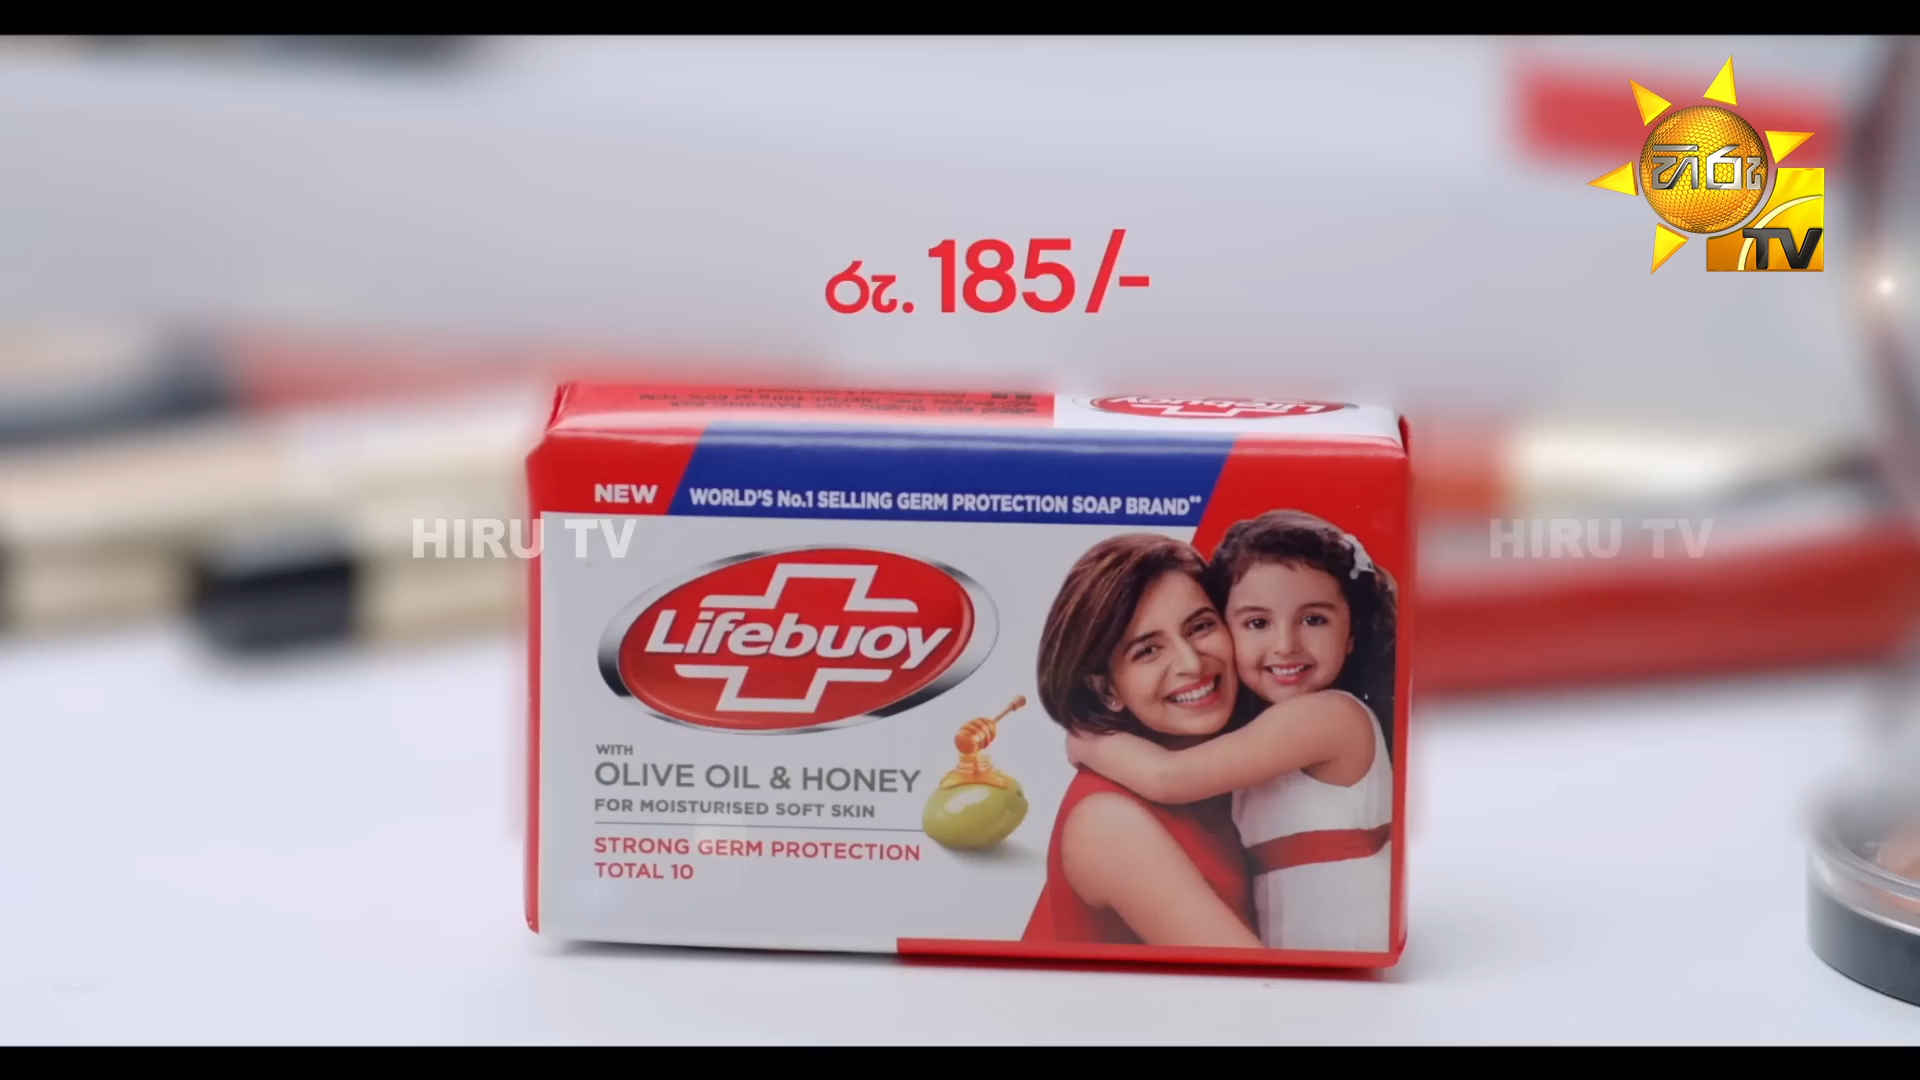 හිරු
TV
රු. 185/-
Lifebuoy
NEW
WORLD'S No.1 SELLING GERM PROTECTION SOAP BRAND**
HIRU TV
HIRU TV
Lifebuoy
WITH
OLIVE OIL & HONEY
FOR MOISTURISED SOFT SKIN
STRONG GERM PROTECTION
TOTAL 10